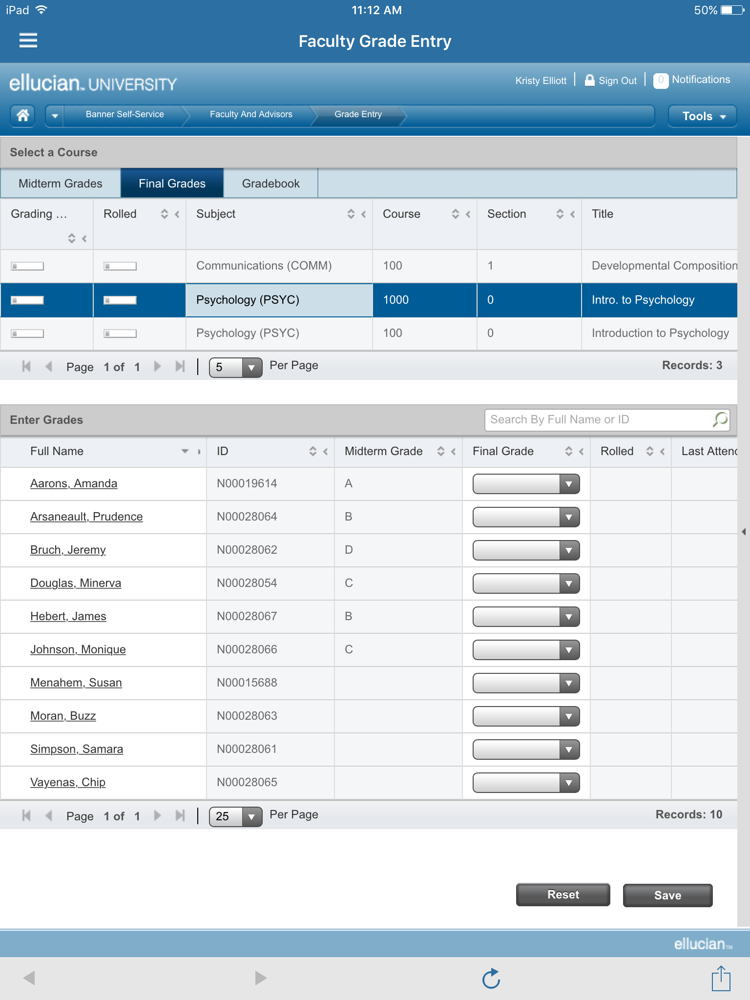 iPad 11:12 AM 50%
Faculty Grade Entry
ellucian™ UNIVERSITY Kristy Elliott Sign Out 0 Notifications
Banner Self-Service Faculty And Advisors Grade Entry Tools
Select a Course
Midterm Grades Final Grades Gradebook
Grading ... Rolled Subject Course Section Title
Communications (COMM) 100 1 Developmental Composition
Psychology (PSYC) 1000 0 Intro. to Psychology
Psychology (PSYC) 100 0 Introduction to Psychology
Page 1 of 1 5 Per Page Records: 3
Enter Grades Search By Full Name or ID
Full Name ID Midterm Grade Final Grade Rolled Last Attend
Aarons, Amanda N00019614 A
Arsaneault, Prudence N00028064 B
Bruch, Jeremy N00028062 D
Douglas, Minerva N00028054 C
Hebert, James N00028067 B
Johnson, Monique N00028066 C
Menahem, Susan N00015688
Moran, Buzz N00028063
Simpson, Samara N00028061
Vayenas, Chip N00028065
Page 1 of 1 25 Per Page Records: 10
Reset Save
ellucian™